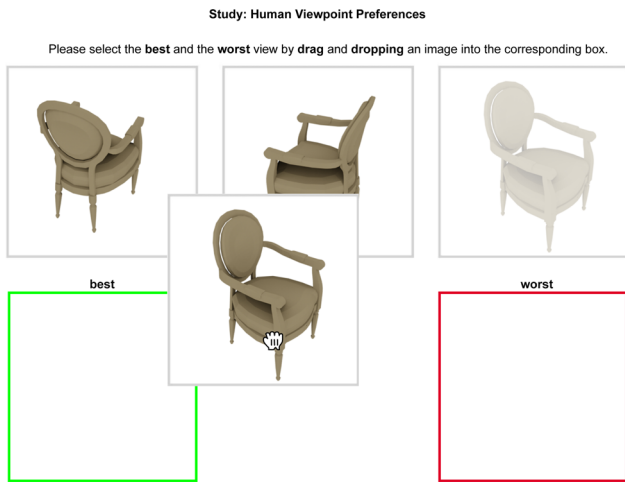 Study: Human Viewpoint Preferences
Please select the best and the worst view by drag and dropping an image into the corresponding box.
best
worst